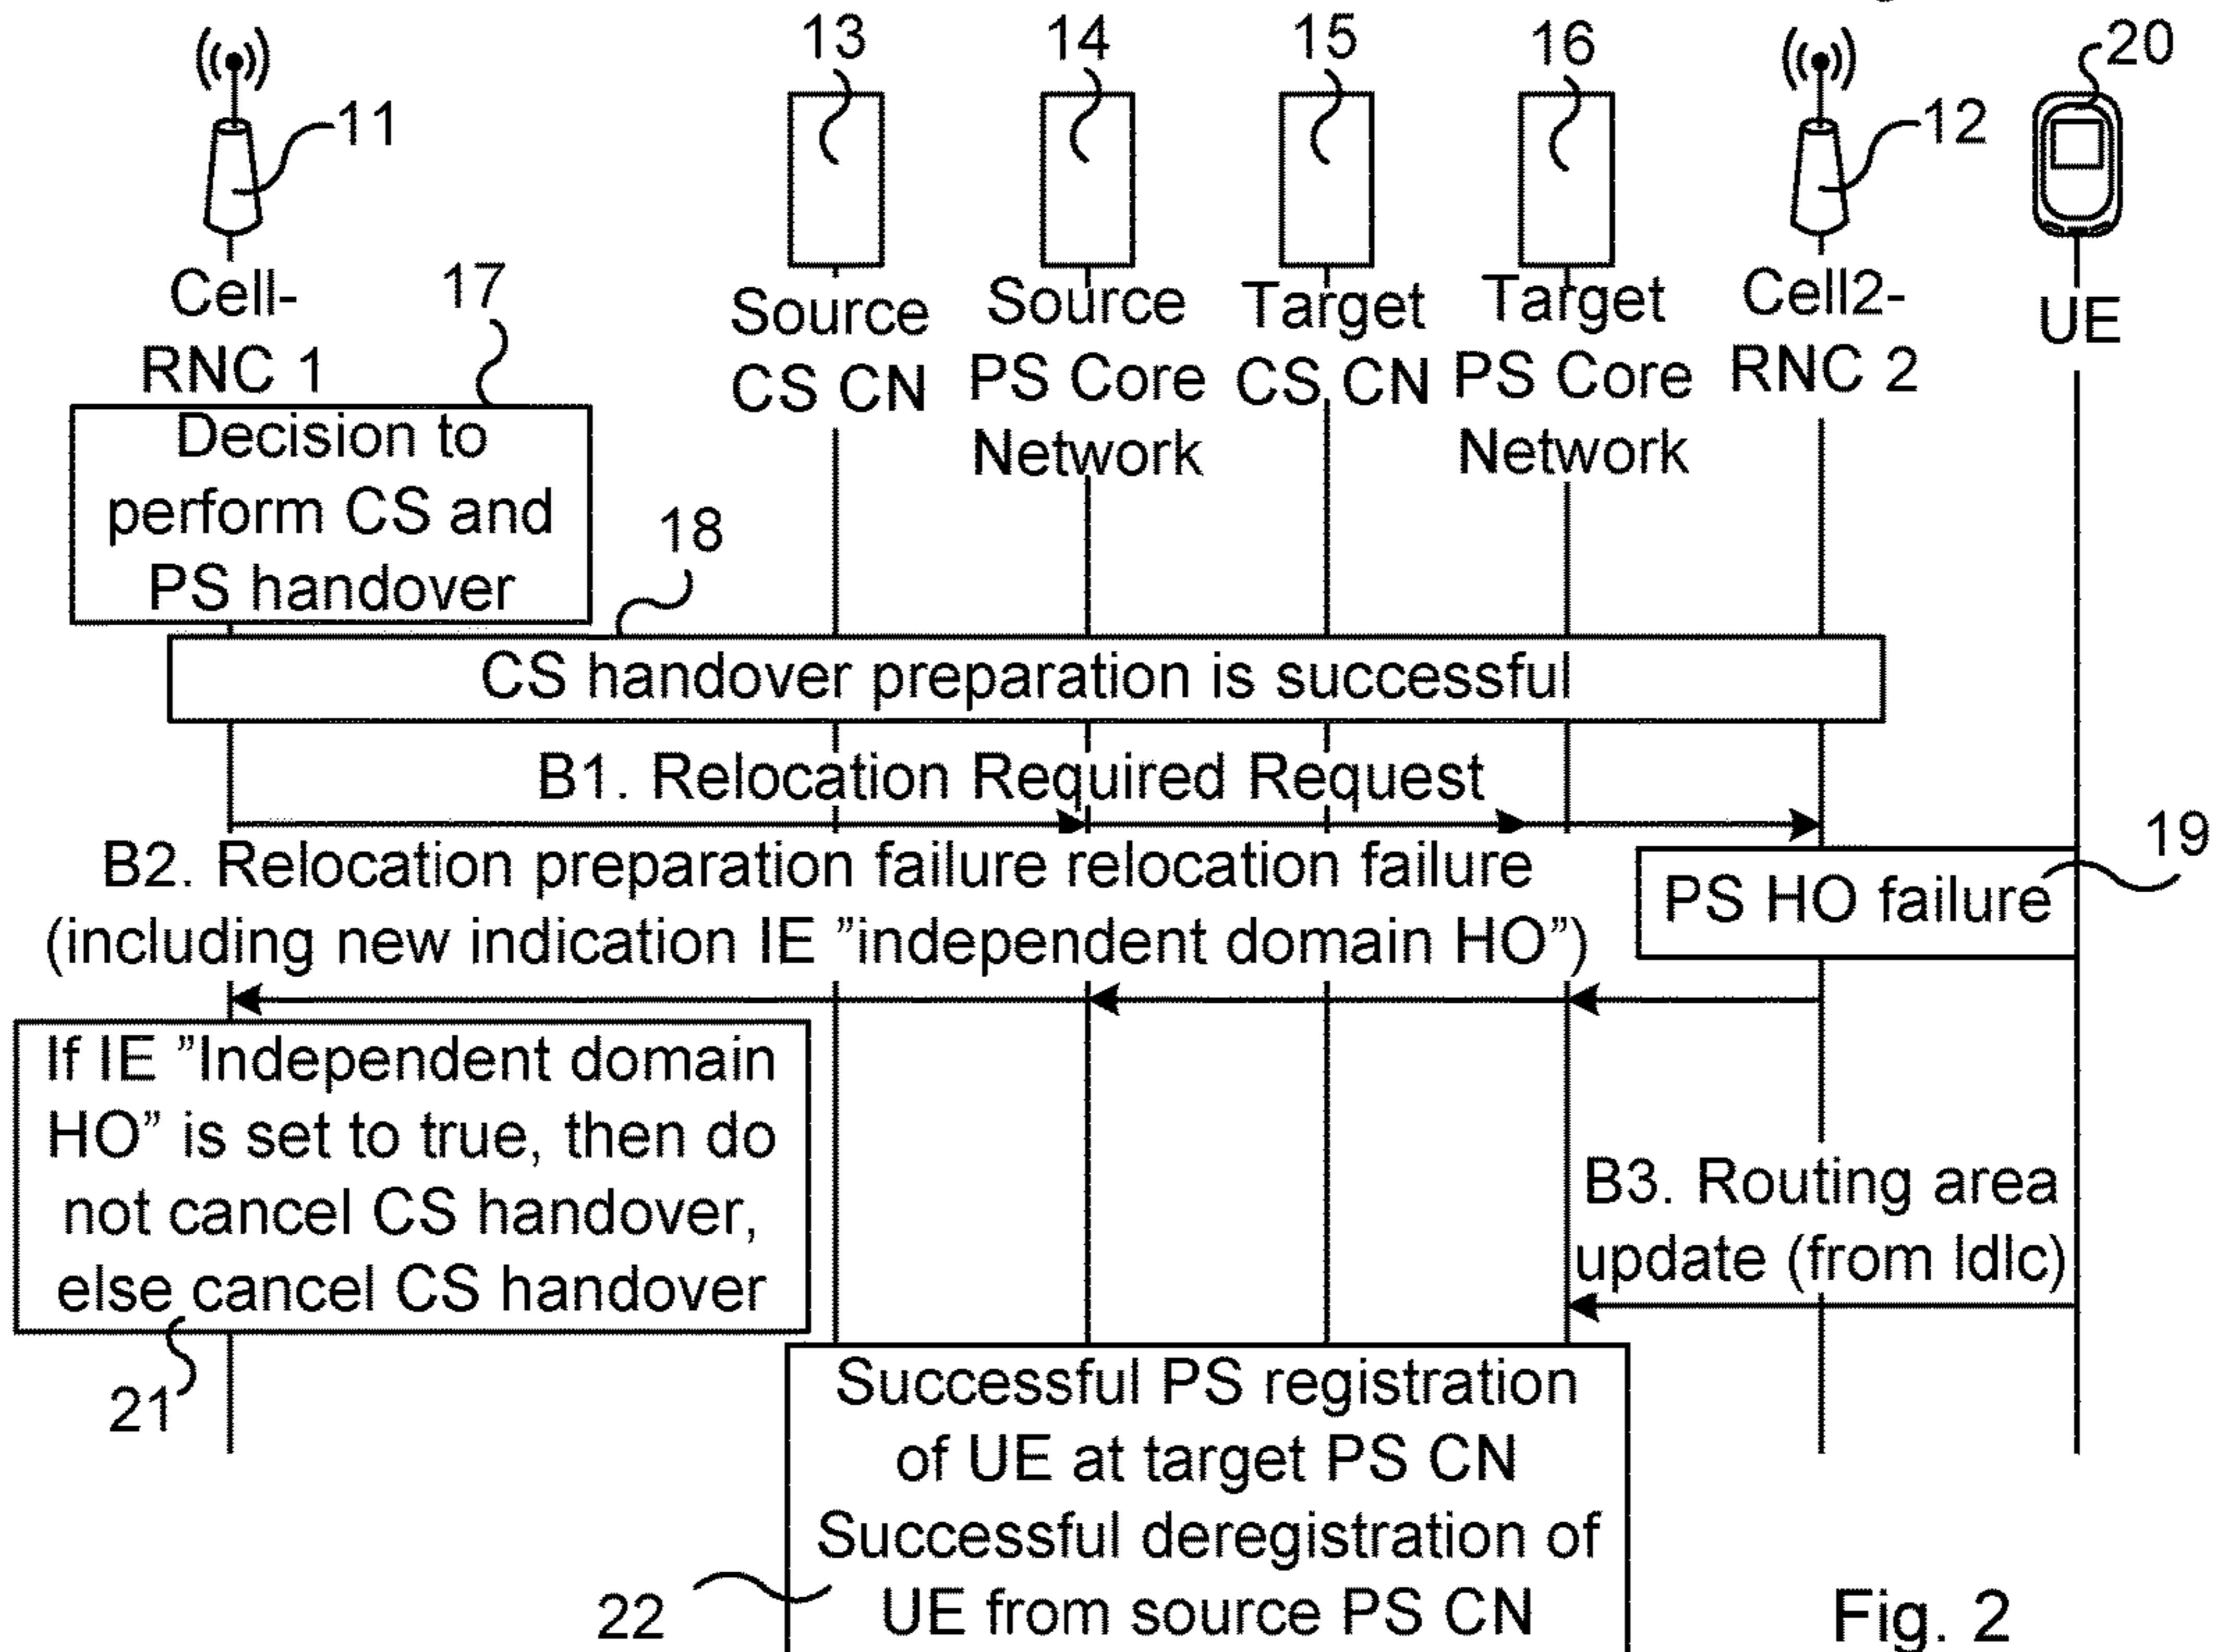 13
14
15
16
20
11
12
17
Cell-
RNC 1
Source
CS CN
Source
PS Core
Network
Target
CS CN
Target
PS Core
Network
Cell2-
RNC 2
UE
Decision to
perform CS and
PS handover
18
CS handover preparation is successful
B1. Relocation Required Request
19
B2. Relocation preparation failure relocation failure
(including new indication IE ”independent domain HO”)
PS HO failure
If IE ”Independent domain
HO” is set to true, then do
not cancel CS handover,
else cancel CS handover
21
B3. Routing area
update (from Idlc)
Successful PS registration
of UE at target PS CN
Successful deregistration of
UE from source PS CN
22
Fig. 2